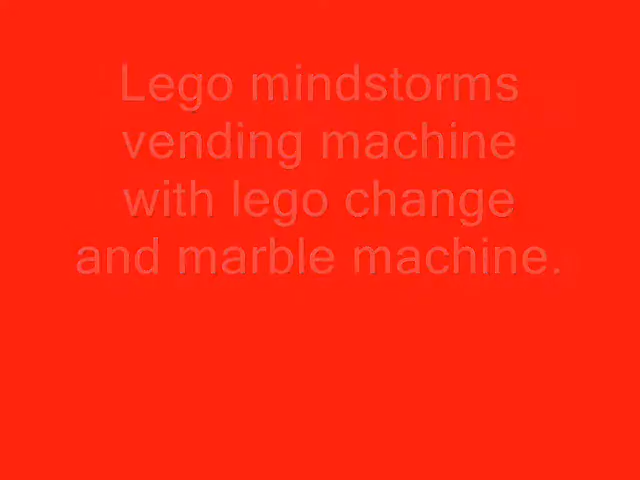 Lego mindstorms
vending machine
with lego change
and marble machine.